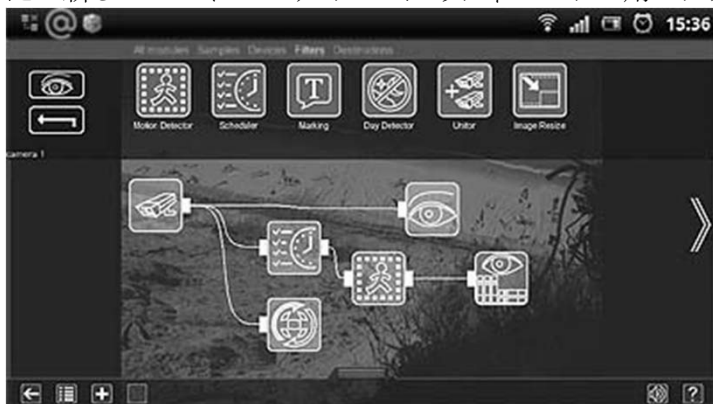 15:36
All modules Samples Devices Filters Destinations
Motion Detector Scheduler Marking Day Detector Unitor Image Resize
camera 1